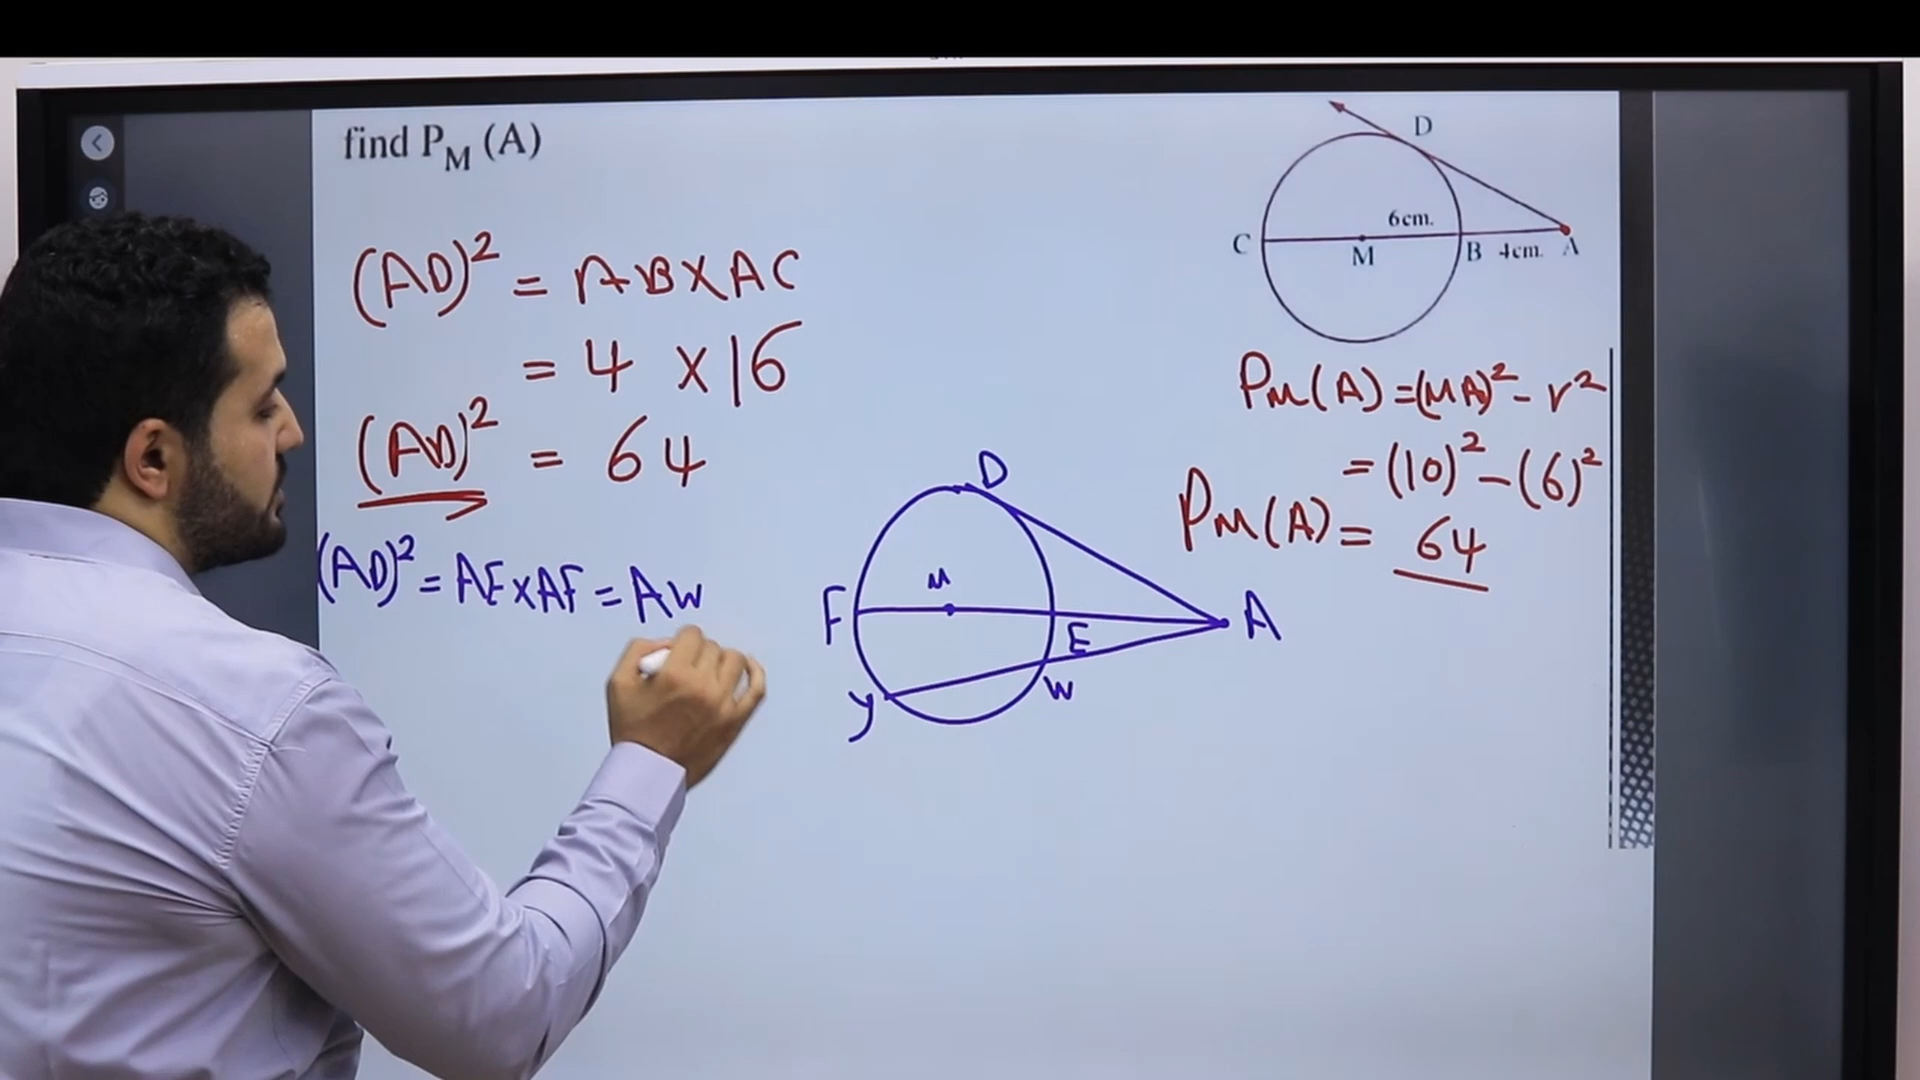 find P_M (A)
(AD)² = AB X AC
= 4 X 16
(AD)² = 64
(AD)² = AE X AF = AW
D
6cm.
C
M
B 4cm. A
P_M(A) = (MA)² - r²
= (10)² - (6)²
P_M(A) = 64
D
M
F
E
A
y
W